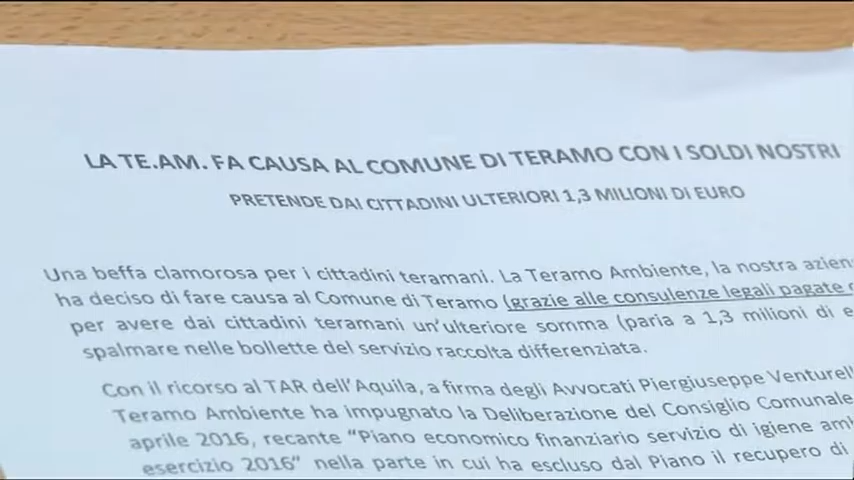 LA TE.AM. FA CAUSA AL COMUNE DI TERAMO CON I SOLDI NOSTRI
PRETENDE DAI CITTADINI ULTERIORI 1,3 MILIONI DI EURO
Una beffa clamorosa per i cittadini teramani. La Teramo Ambiente, la nostra azien
ha deciso di fare causa al Comune di Teramo (grazie alle consulenze legali pagate
per avere dai cittadini teramani un'ulteriore somma (paria a 1,3 milioni di e
spalmare nelle bollette del servizio raccolta differenziata.
Con il ricorso al TAR dell'Aquila, a firma degli Avvocati Piergiuseppe Venturel
Teramo Ambiente ha impugnato la Deliberazione del Consiglio Comunale
aprile 2016, recante "Piano economico finanziario servizio di igiene am
esercizio 2016" nella parte in cui ha escluso dal Piano il recupero di